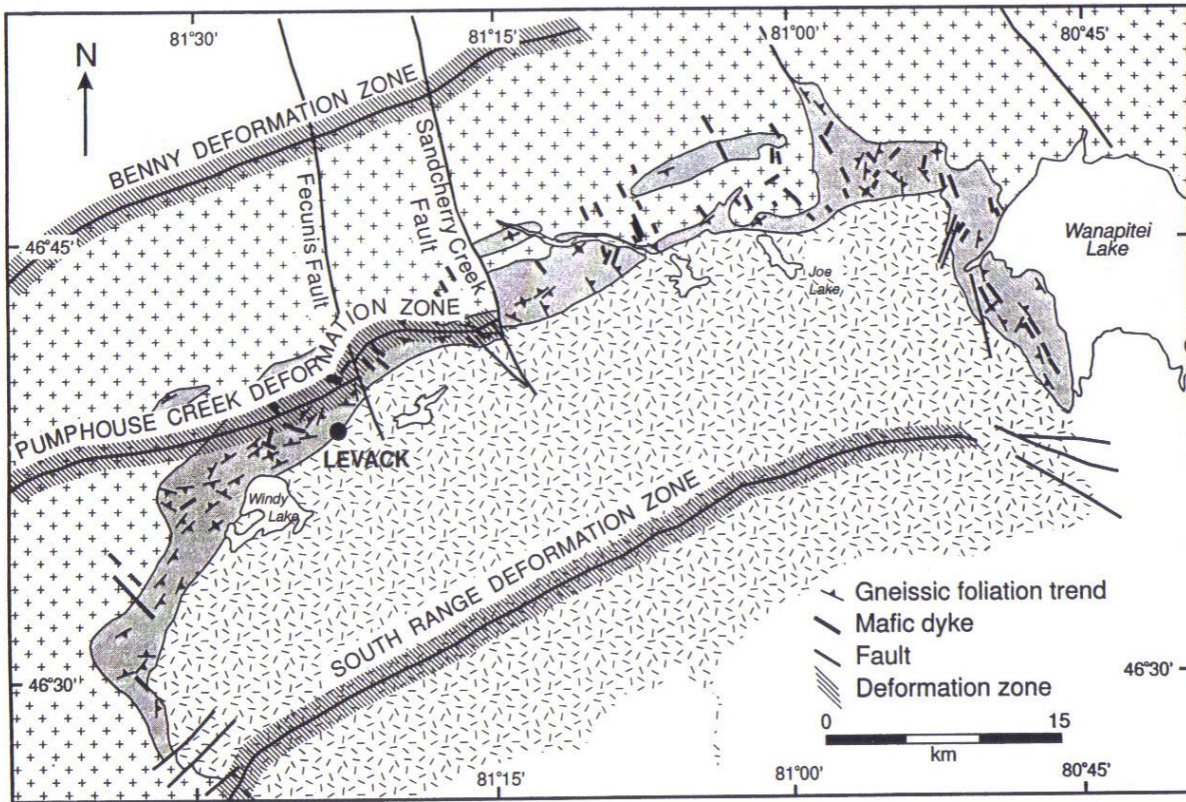 81°30'
81°15'
81°00'
80°45'
N
BENNY DEFORMATION ZONE
Fecunis Fault
Sandcherry Creek
Fault
46°45'
Wanapitei
Lake
Joe
Lake
PUMPHOUSE CREEK DEFORMATION ZONE
LEVACK
Windy
Lake
SOUTH RANGE DEFORMATION ZONE
Gneissic foliation trend
Mafic dyke
Fault
Deformation zone
46°30'
46°30'
0 15
km
81°15'
81°00'
80°45'